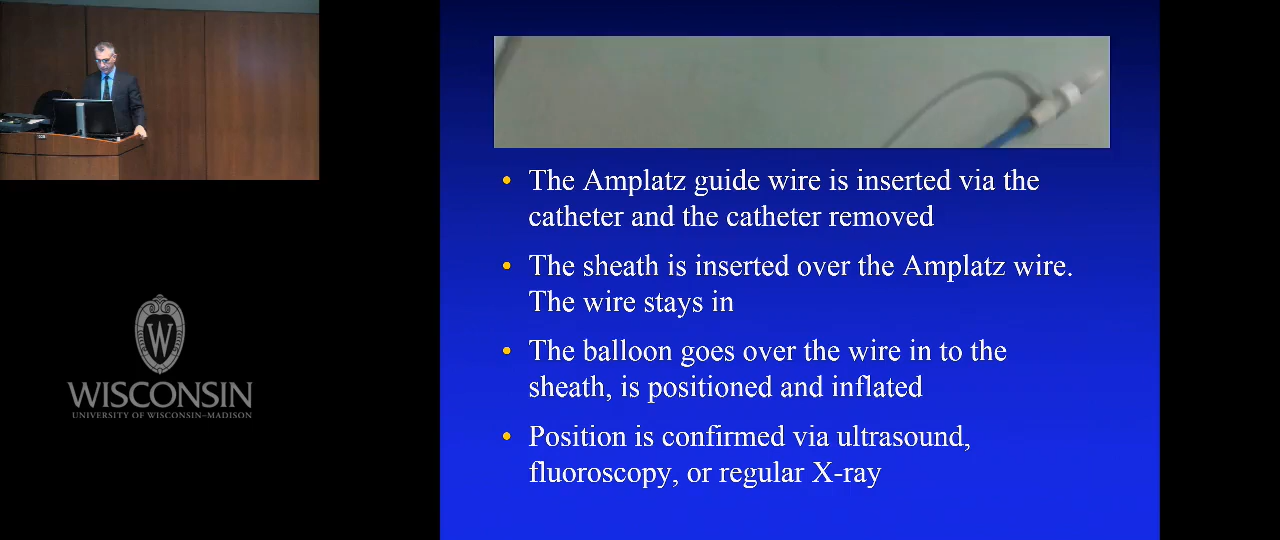 The Amplatz guide wire is inserted via the
catheter and the catheter removed
The sheath is inserted over the Amplatz wire.
The wire stays in
The balloon goes over the wire in to the
sheath, is positioned and inflated
Position is confirmed via ultrasound,
fluoroscopy, or regular X-ray
W
WISCONSIN
UNIVERSITY OF WISCONSIN–MADISON